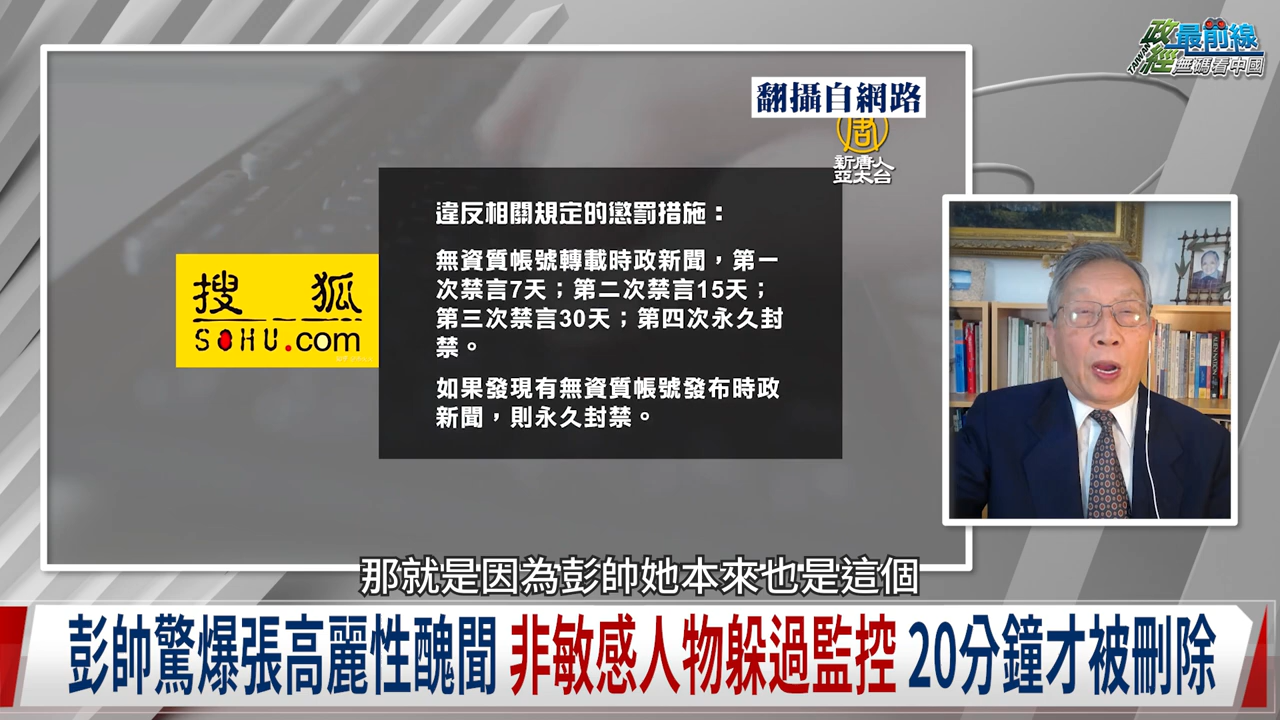 政經最前線
TAIWAN
無碼看中國
翻攝自網路
唐
新唐人
亞太台
違反相關規定的懲罰措施：
無資質帳號轉載時政新聞，第一
次禁言7天；第二次禁言15天；
第三次禁言30天；第四次永久封
禁。
如果發現有無資質帳號發布時政
新聞，則永久封禁。
搜狐
SOHU.com
那就是因為彭帥她本來也是這個
彭帥驚爆張高麗性醜聞 非敏感人物躲過監控 20分鐘才被刪除